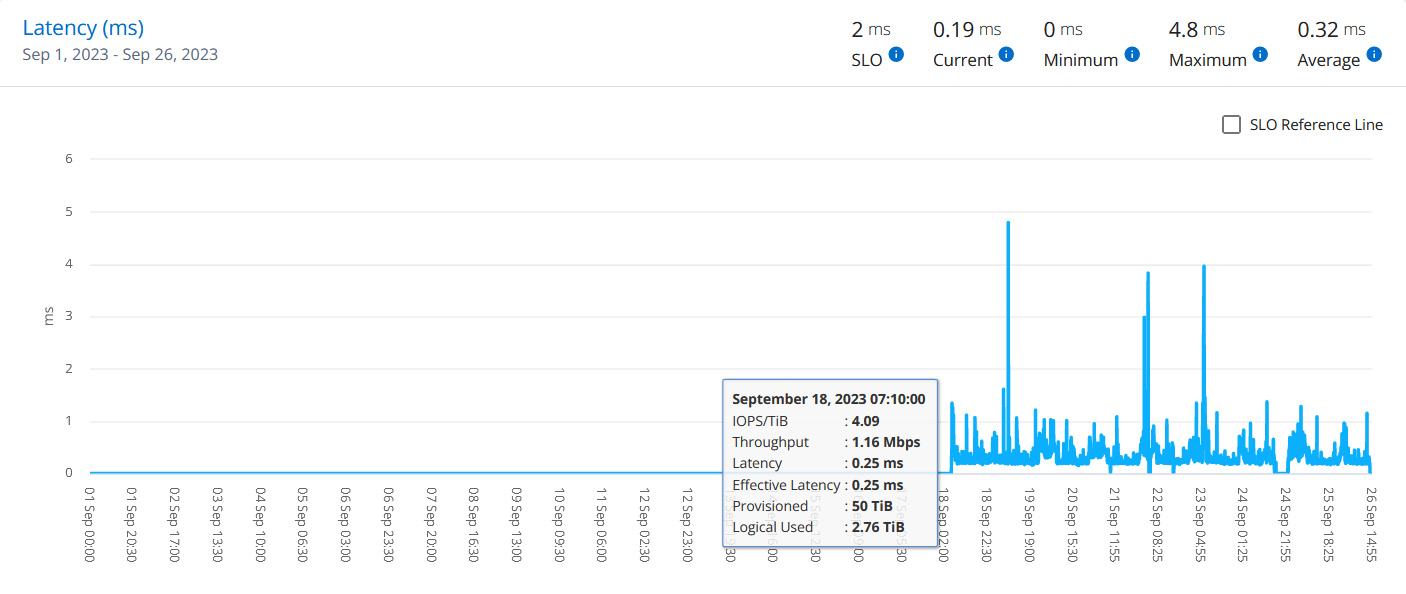 Latency (ms)
Sep 1, 2023 - Sep 26, 2023
2 ms
SLO
0.19 ms
Current
0 ms
Minimum
4.8 ms
Maximum
0.32 ms
Average
SLO Reference Line
6
5
4
3
2
1
0
ms
September 18, 2023 07:10:00
IOPS/TiB : 4.09
Throughput : 1.16 Mbps
Latency : 0.25 ms
Effective Latency : 0.25 ms
Provisioned : 50 TiB
Logical Used : 2.76 TiB
01 Sep 00:00
01 Sep 20:30
02 Sep 17:00
03 Sep 13:30
04 Sep 10:00
05 Sep 06:30
06 Sep 03:00
06 Sep 23:30
07 Sep 20:00
08 Sep 16:30
09 Sep 13:00
10 Sep 09:30
11 Sep 06:00
12 Sep 02:30
12 Sep 23:00
18 Sep 02:00
18 Sep 22:30
19 Sep 19:00
20 Sep 15:30
21 Sep 11:55
22 Sep 08:25
23 Sep 04:55
24 Sep 01:25
24 Sep 21:55
25 Sep 18:25
26 Sep 14:55